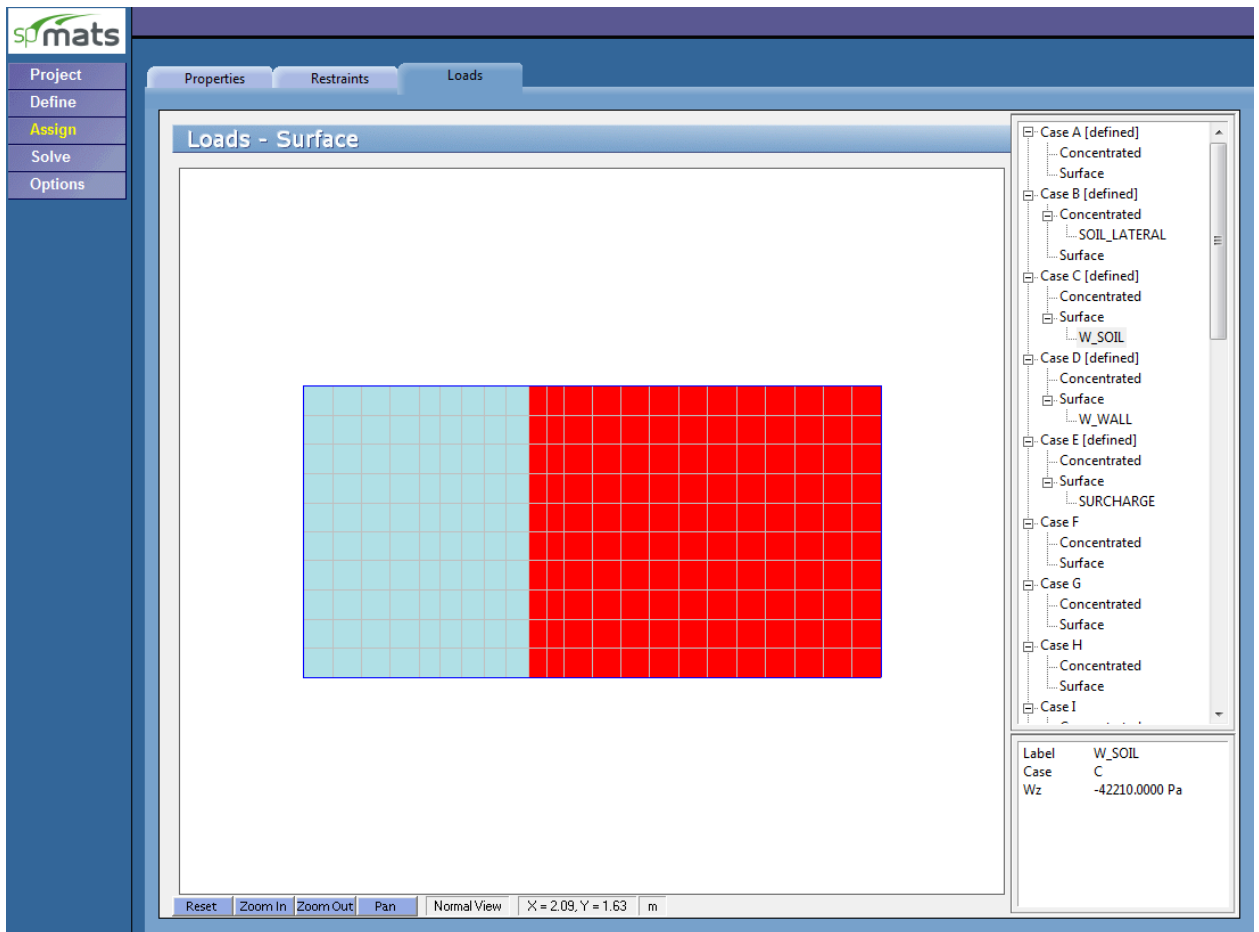 spmats
Project
Define
Assign
Solve
Options
Properties Restraints Loads
Loads - Surface
Case A [defined]
Concentrated
Surface
Case B [defined]
Concentrated
SOIL_LATERAL
Surface
Case C [defined]
Concentrated
Surface
W_SOIL
Case D [defined]
Concentrated
Surface
W_WALL
Case E [defined]
Concentrated
Surface
SURCHARGE
Case F
Concentrated
Surface
Case G
Concentrated
Surface
Case H
Concentrated
Surface
Case I
Label W_SOIL
Case C
Wz -42210.0000 Pa
Reset Zoom In Zoom Out Pan Normal View X = 2.09, Y = 1.63 m